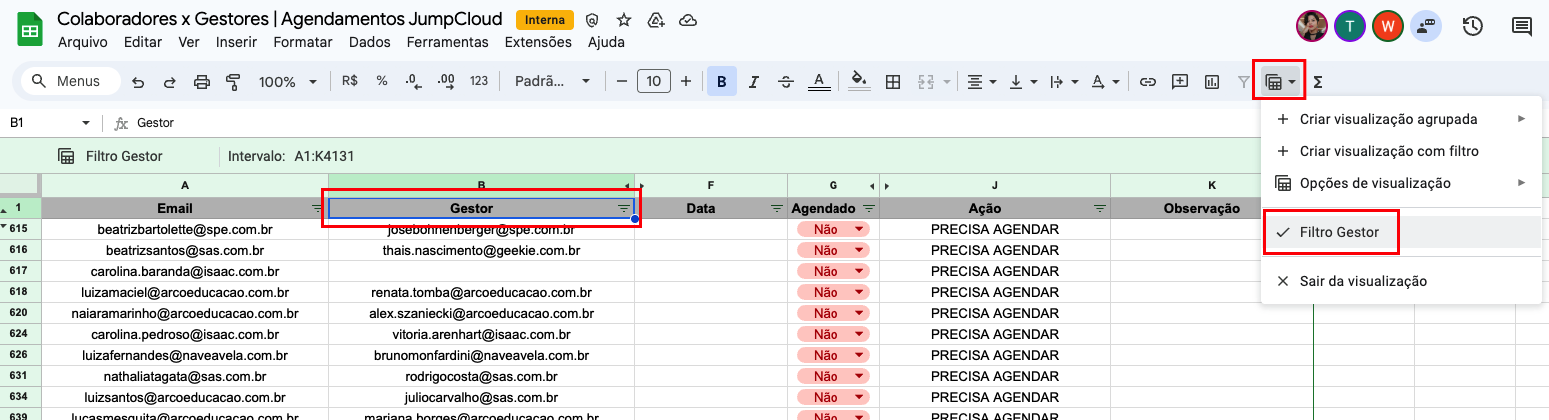 Colaboradores x Gestores | Agendamentos JumpCloud Interna
Arquivo Editar Ver Inserir Formatar Dados Ferramentas Extensões Ajuda
T W
Menus 100% R$ % .0 .00 123 Padrã... − 10 + B I S A A Σ
B1 fx Gestor
Criar visualização agrupada
Criar visualização com filtro
Opções de visualização
Filtro Gestor
Sair da visualização
Filtro Gestor Intervalo: A1:K4131
A B F G J K
1 Email Gestor Data Agendado Ação Observação
615 beatrizbartolette@spe.com.br josebohnenberger@spe.com.br Não PRECISA AGENDAR
616 beatrizsantos@sas.com.br thais.nascimento@geekie.com.br Não PRECISA AGENDAR
617 carolina.baranda@isaac.com.br Não PRECISA AGENDAR
618 luizamaciel@arcoeducacao.com.br renata.tomba@arcoeducacao.com.br Não PRECISA AGENDAR
620 naiaramarinho@arcoeducacao.com.br alex.szaniecki@arcoeducacao.com.br Não PRECISA AGENDAR
624 carolina.pedroso@isaac.com.br vitoria.arenhart@isaac.com.br Não PRECISA AGENDAR
626 luizafernandes@naveavela.com.br brunomonfardini@naveavela.com.br Não PRECISA AGENDAR
631 nathaliatagata@sas.com.br rodrigocosta@sas.com.br Não PRECISA AGENDAR
634 luizsantos@arcoeducacao.com.br juliocarvalho@sas.com.br Não PRECISA AGENDAR
639 lucasmesquita@arcoeducacao.com.br mariana.borges@arcoeducacao.com.br Não PRECISA AGENDAR